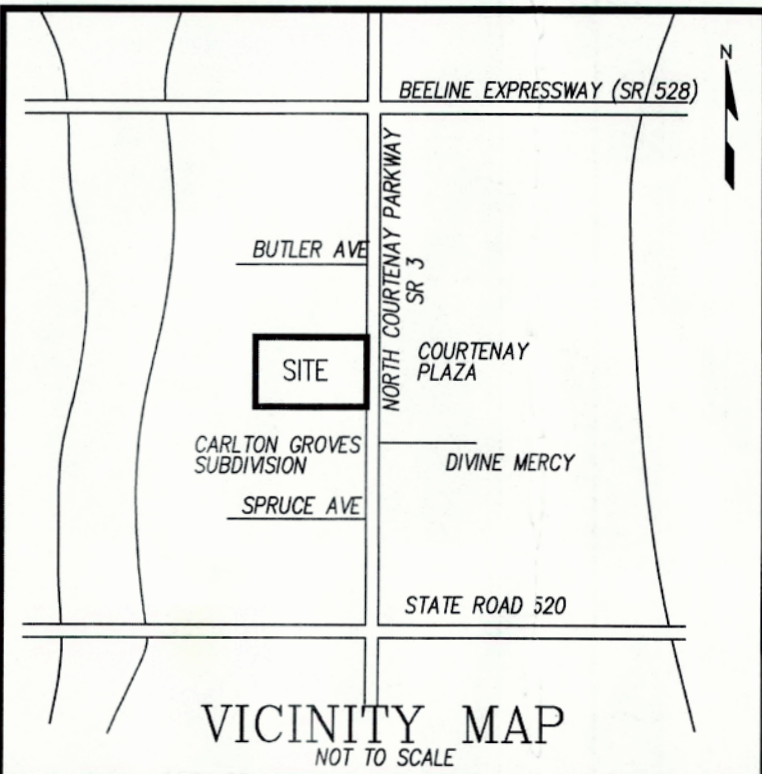 N
BEELINE EXPRESSWAY (SR 528)
NORTH COURTENAY PARKWAY
SR 3
BUTLER AVE
SITE
COURTENAY
PLAZA
CARLTON GROVES
SUBDIVISION
DIVINE MERCY
SPRUCE AVE
STATE ROAD 520
VICINITY MAP
NOT TO SCALE